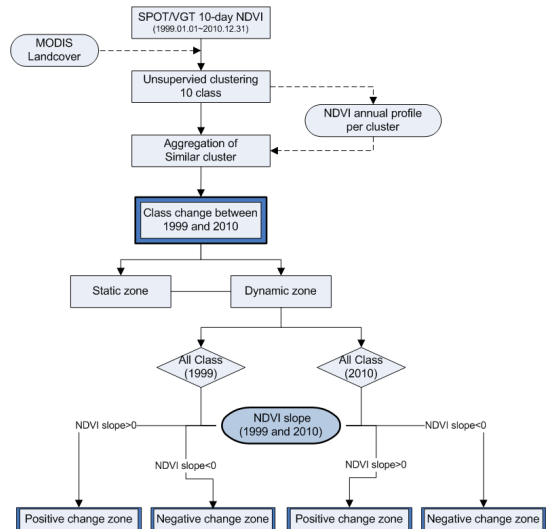 SPOT/VGT 10-day NDVI
(1999.01.01~2010.12.31)
MODIS
Landcover
Unsupervied clustering
10 class
NDVI annual profile
per cluster
Aggregation of
Similar cluster
Class change between
1999 and 2010
Static zone
Dynamic zone
All Class
(1999)
All Class
(2010)
NDVI slope
(1999 and 2010)
NDVI slope>0
NDVI slope<0
NDVI slope<0
NDVI slope>0
Positive change zone
Negative change zone
Positive change zone
Negative change zone